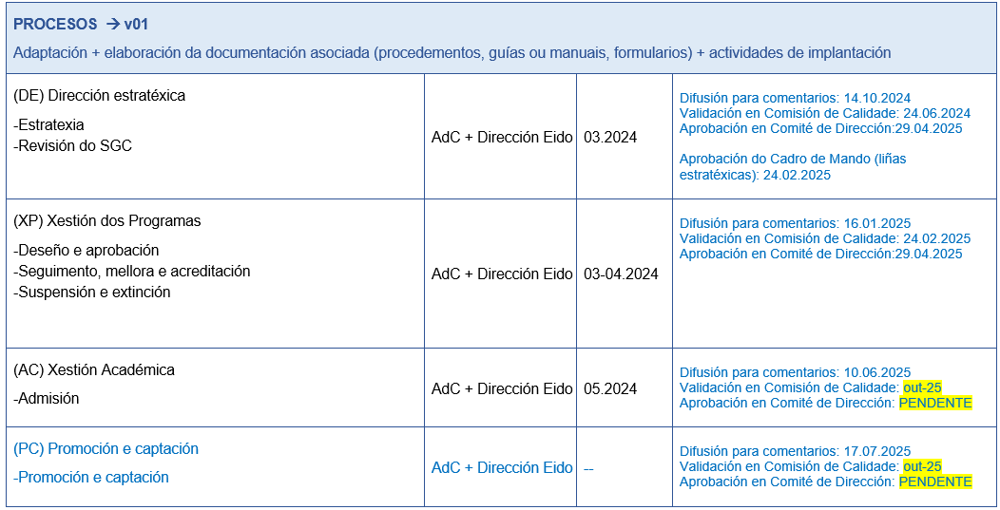 PROCESOS → v01
Adaptación + elaboración da documentación asociada (procedementos, guías ou manuais, formularios) + actividades de implantación
(DE) Dirección estratéxica
-Estratexia
-Revisión do SGC
AdC + Dirección Eido
03.2024
Difusión para comentarios: 14.10.2024
Validación en Comisión de Calidade: 24.06.2024
Aprobación en Comité de Dirección:29.04.2025
Aprobación do Cadro de Mando (liñas
estratéxicas): 24.02.2025
(XP) Xestión dos Programas
-Deseño e aprobación
-Seguimento, mellora e acreditación
-Suspensión e extinción
AdC + Dirección Eido
03-04.2024
Difusión para comentarios: 16.01.2025
Validación en Comisión de Calidade: 24.02.2025
Aprobación en Comité de Dirección:29.04.2025
(AC) Xestión Académica
-Admisión
AdC + Dirección Eido
05.2024
Difusión para comentarios: 10.06.2025
Validación en Comisión de Calidade: out-25
Aprobación en Comité de Dirección: PENDENTE
(PC) Promoción e captación
-Promoción e captación
AdC + Dirección Eido
--
Difusión para comentarios: 17.07.2025
Validación en Comisión de Calidade: out-25
Aprobación en Comité de Dirección: PENDENTE